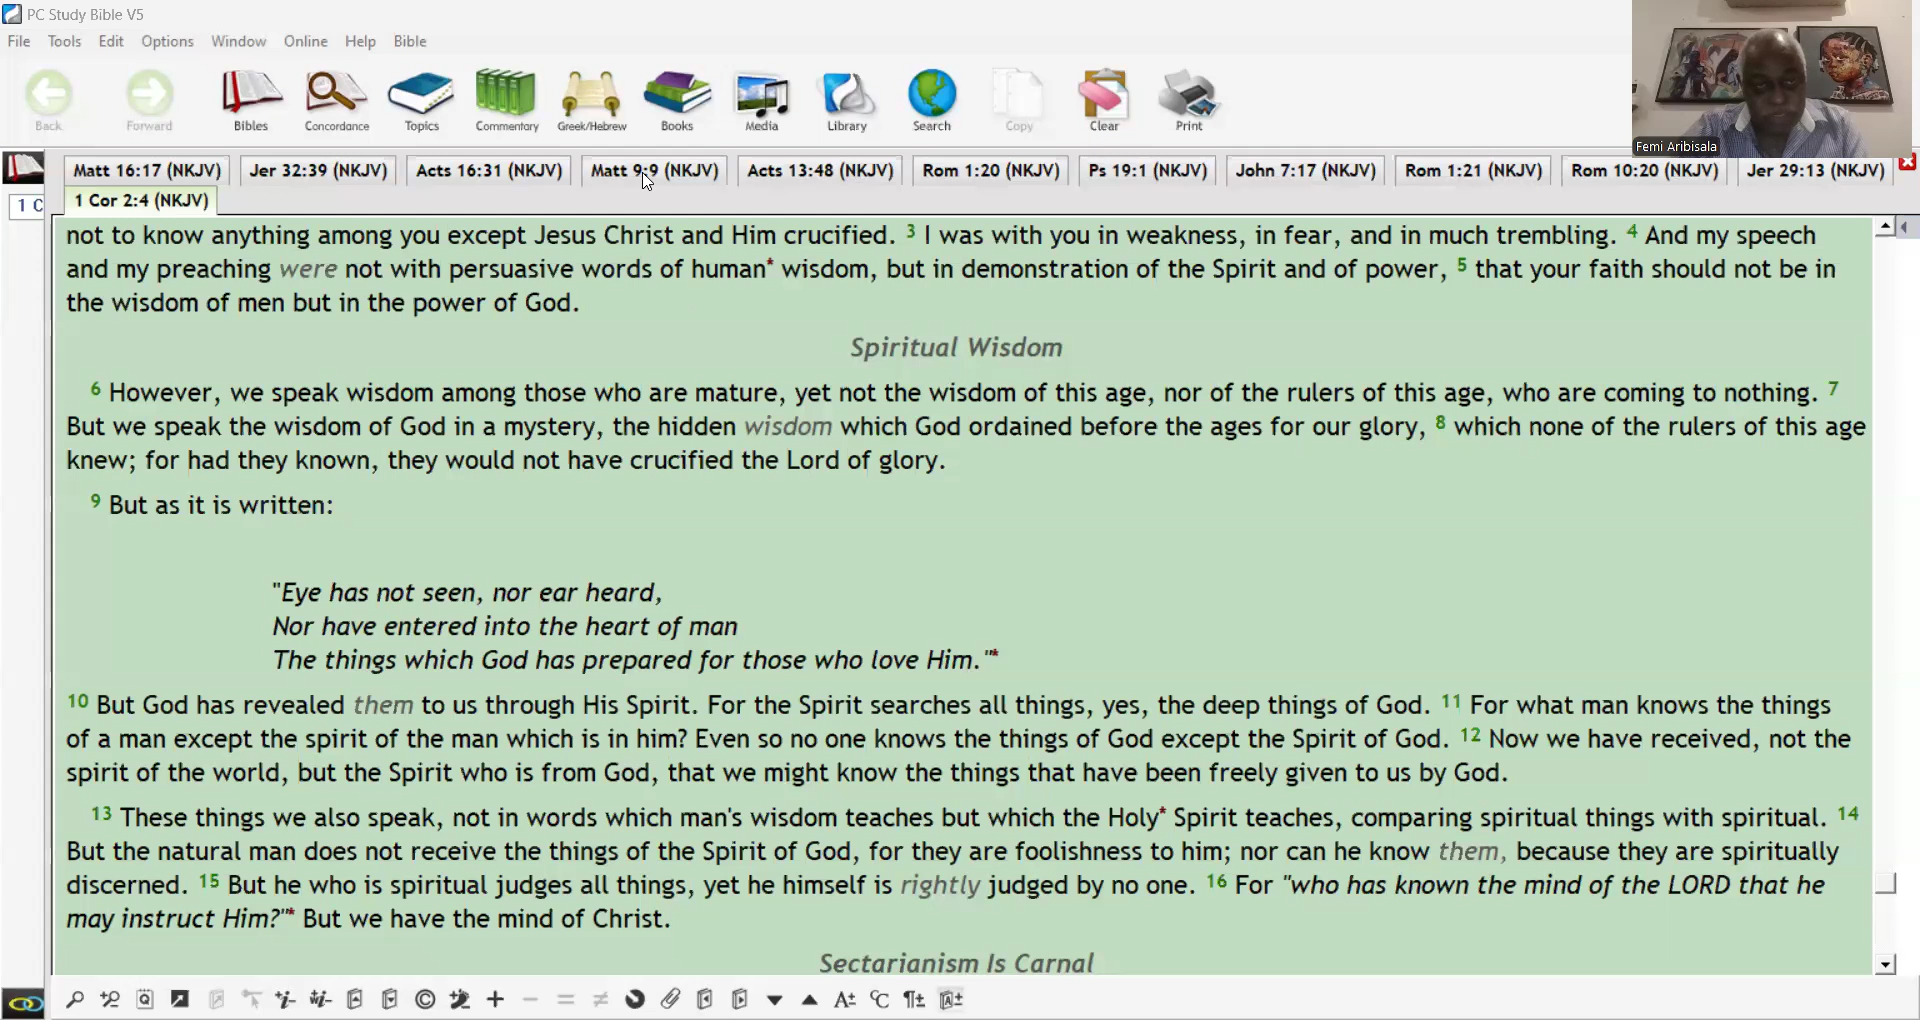 PC Study Bible V5
File Tools Edit Options Window Online Help Bible
Back Forward Bibles Concordance Topics Commentary Greek/Hebrew Books Media Library Search Copy Clear Print
Femi Aribisala
Matt 16:17 (NKJV) Jer 32:39 (NKJV) Acts 16:31 (NKJV) Matt 9:9 (NKJV) Acts 13:48 (NKJV) Rom 1:20 (NKJV) Ps 19:1 (NKJV) John 7:17 (NKJV) Rom 1:21 (NKJV) Rom 10:20 (NKJV) Jer 29:13 (NKJV)
1 C 1 Cor 2:4 (NKJV)
not to know anything among you except Jesus Christ and Him crucified. 3 I was with you in weakness, in fear, and in much trembling. 4 And my speech
and my preaching were not with persuasive words of human* wisdom, but in demonstration of the Spirit and of power, 5 that your faith should not be in
the wisdom of men but in the power of God.
Spiritual Wisdom
6 However, we speak wisdom among those who are mature, yet not the wisdom of this age, nor of the rulers of this age, who are coming to nothing. 7
But we speak the wisdom of God in a mystery, the hidden wisdom which God ordained before the ages for our glory, 8 which none of the rulers of this age
knew; for had they known, they would not have crucified the Lord of glory.
9 But as it is written:
"Eye has not seen, nor ear heard,
Nor have entered into the heart of man
The things which God has prepared for those who love Him."*
10 But God has revealed them to us through His Spirit. For the Spirit searches all things, yes, the deep things of God. 11 For what man knows the things
of a man except the spirit of the man which is in him? Even so no one knows the things of God except the Spirit of God. 12 Now we have received, not the
spirit of the world, but the Spirit who is from God, that we might know the things that have been freely given to us by God.
13 These things we also speak, not in words which man's wisdom teaches but which the Holy* Spirit teaches, comparing spiritual things with spiritual. 14
But the natural man does not receive the things of the Spirit of God, for they are foolishness to him; nor can he know them, because they are spiritually
discerned. 15 But he who is spiritual judges all things, yet he himself is rightly judged by no one. 16 For "who has known the mind of the LORD that he
may instruct Him?"* But we have the mind of Christ.
Sectarianism Is Carnal